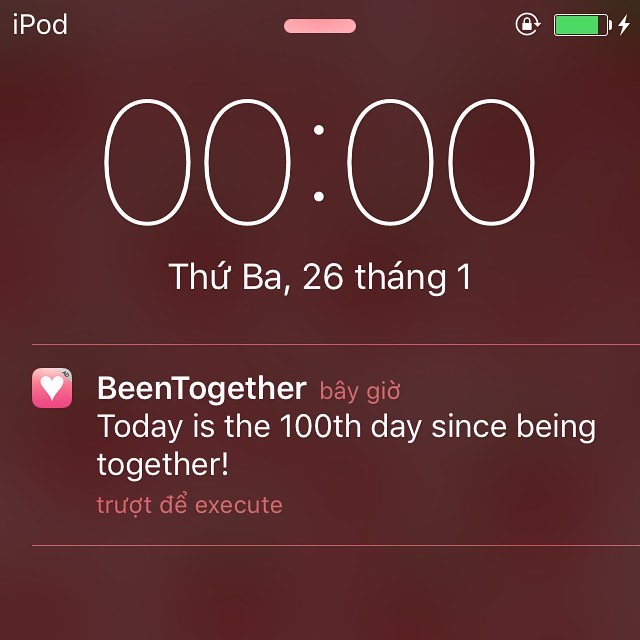 iPod
00:00
Thứ Ba, 26 tháng 1
BeenTogether bây giờ
Today is the 100th day since being
together!
trượt để execute